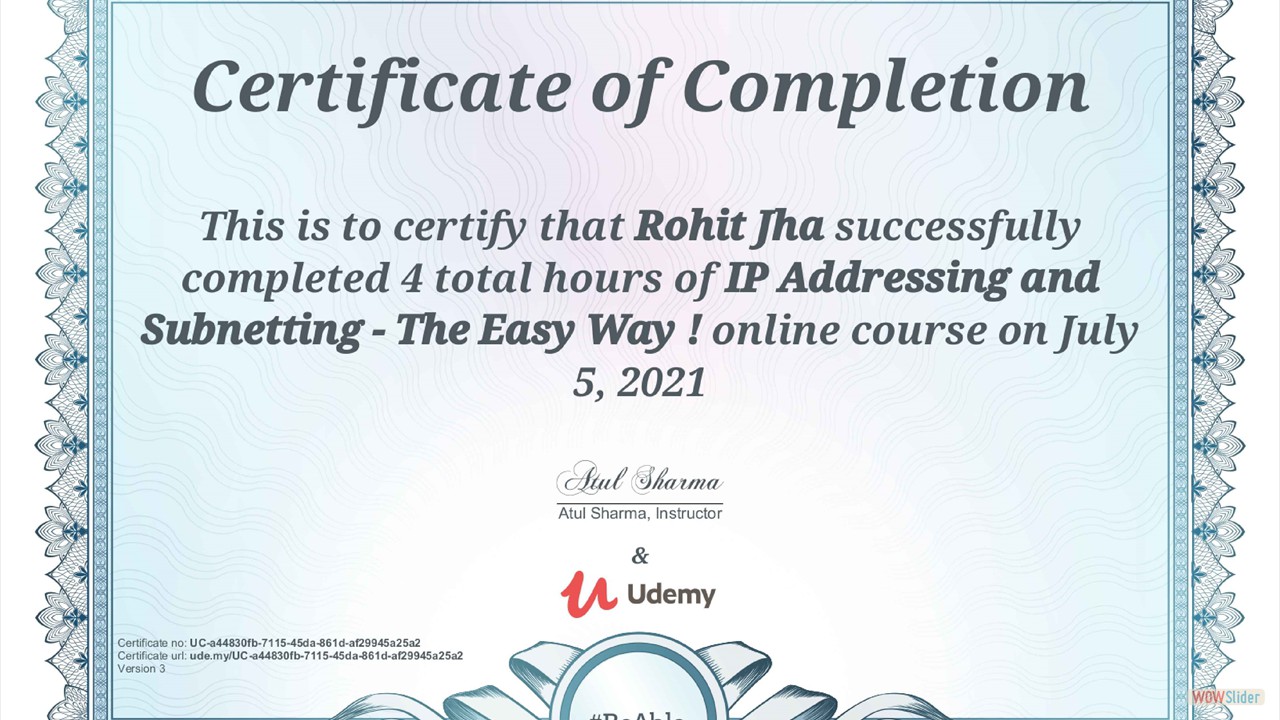 Certificate of Completion
This is to certify that Rohit Jha successfully
completed 4 total hours of IP Addressing and
Subnetting - The Easy Way ! online course on July
5, 2021
Atul Sharma
Atul Sharma, Instructor
&
Udemy
Certificate no: UC-a44830fb-7115-45da-861d-af29945a25a2
Certificate url: ude.my/UC-a44830fb-7115-45da-861d-af29945a25a2
Version 3
#BeAble
WOWSlider